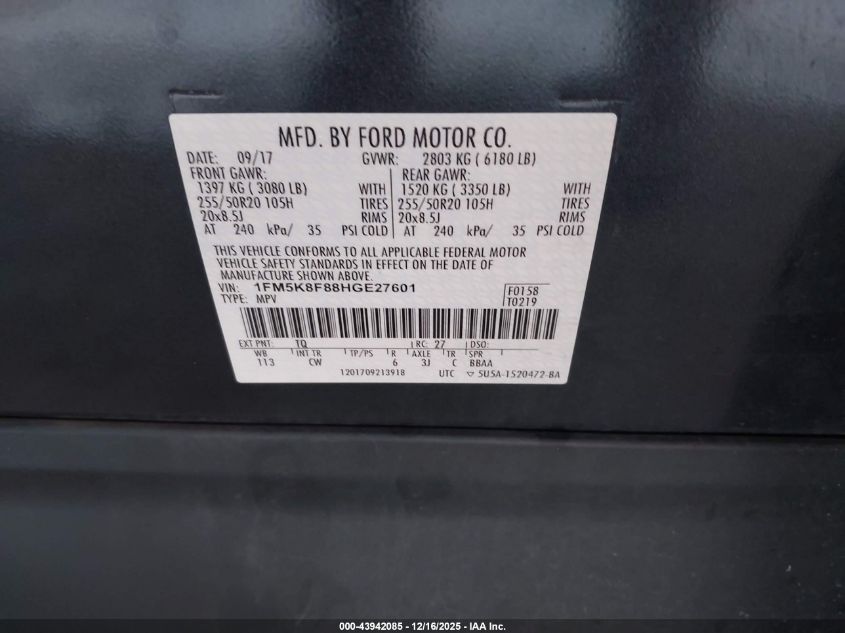 MFD. BY FORD MOTOR CO.
DATE: 09/17 GVWR: 2803 KG ( 6180 LB)
FRONT GAWR: REAR GAWR:
1397 KG ( 3080 LB) WITH 1520 KG ( 3350 LB) WITH
255/50R20 105H TIRES 255/50R20 105H TIRES
20x8.5J RIMS 20x8.5J RIMS
AT 240 kPa/ 35 PSI COLD AT 240 kPa/ 35 PSI COLD
THIS VEHICLE CONFORMS TO ALL APPLICABLE FEDERAL MOTOR
VEHICLE SAFETY STANDARDS IN EFFECT ON THE DATE OF
MANUFACTURE SHOWN ABOVE.
VIN: 1FM5K8F88HGE27601 F0158
TYPE: MPV T0219
EXT PNT: TQ RC: 27 DSO:
WB INT TR TP/PS R AXLE TR SPR
113 CW 6 3J C BBAA
1201709213918 UTC ▽ 5U5A-1520472-BA
000-43942085 - 12/16/2025 - IAA Inc.